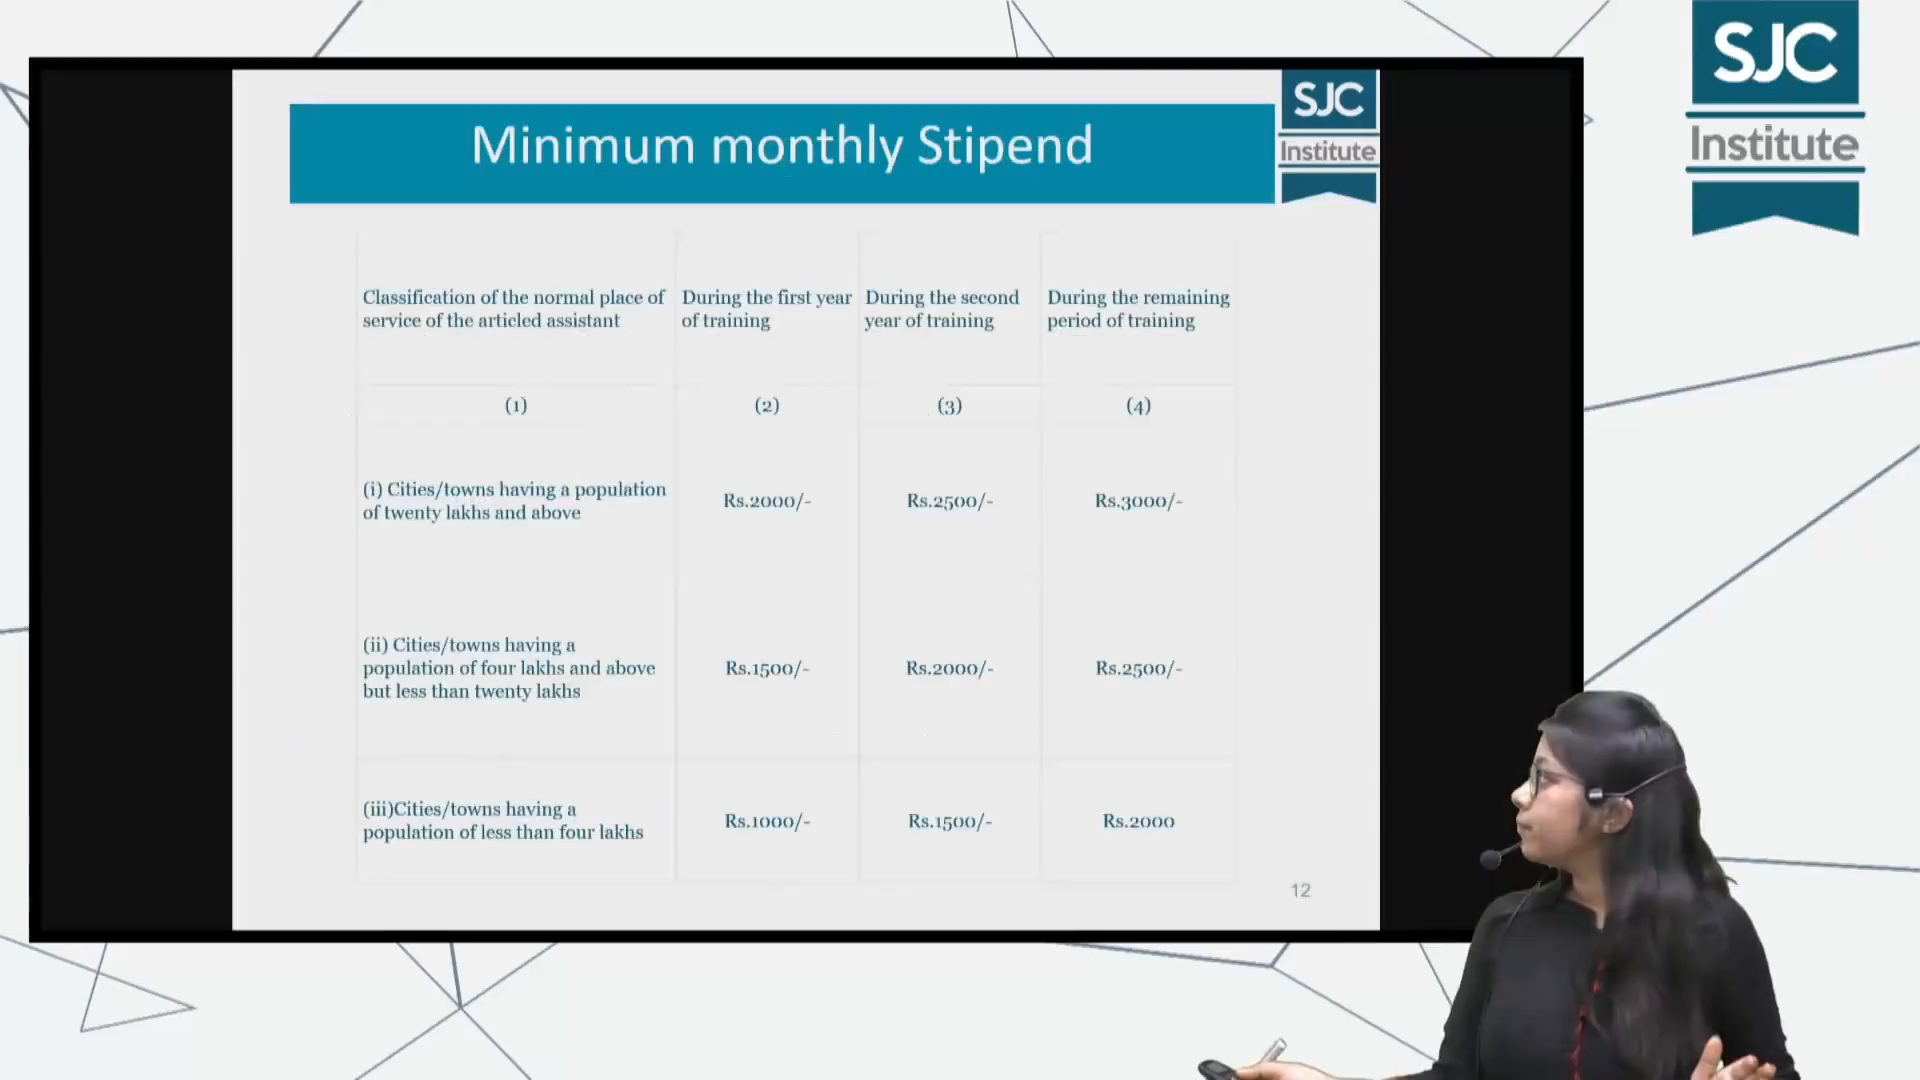 SJC
Institute
Minimum monthly Stipend
SJC
Institute
Classification of the normal place of
service of the articled assistant
During the first year
of training
During the second
year of training
During the remaining
period of training
(1)
(2)
(3)
(4)
(i) Cities/towns having a population
of twenty lakhs and above
Rs.2000/-
Rs.2500/-
Rs.3000/-
(ii) Cities/towns having a
population of four lakhs and above
but less than twenty lakhs
Rs.1500/-
Rs.2000/-
Rs.2500/-
(iii)Cities/towns having a
population of less than four lakhs
Rs.1000/-
Rs.1500/-
Rs.2000
12